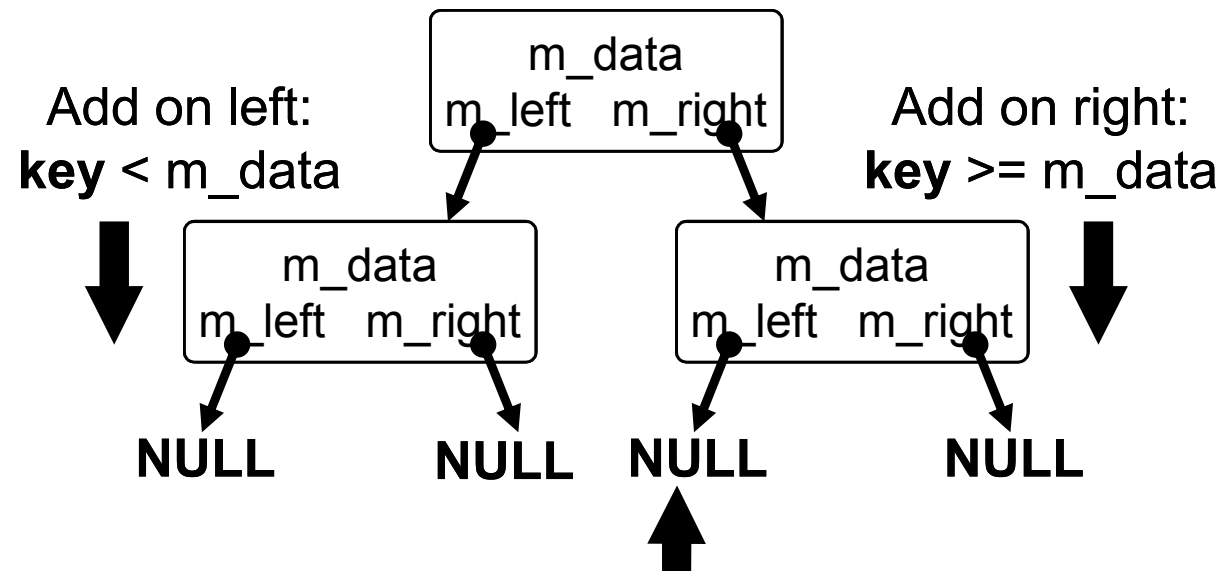 m_data
m_left m_right
Add on left:
key < m_data
Add on right:
key >= m_data
m_data
m_left m_right
m_data
m_left m_right
NULL
NULL
NULL
NULL